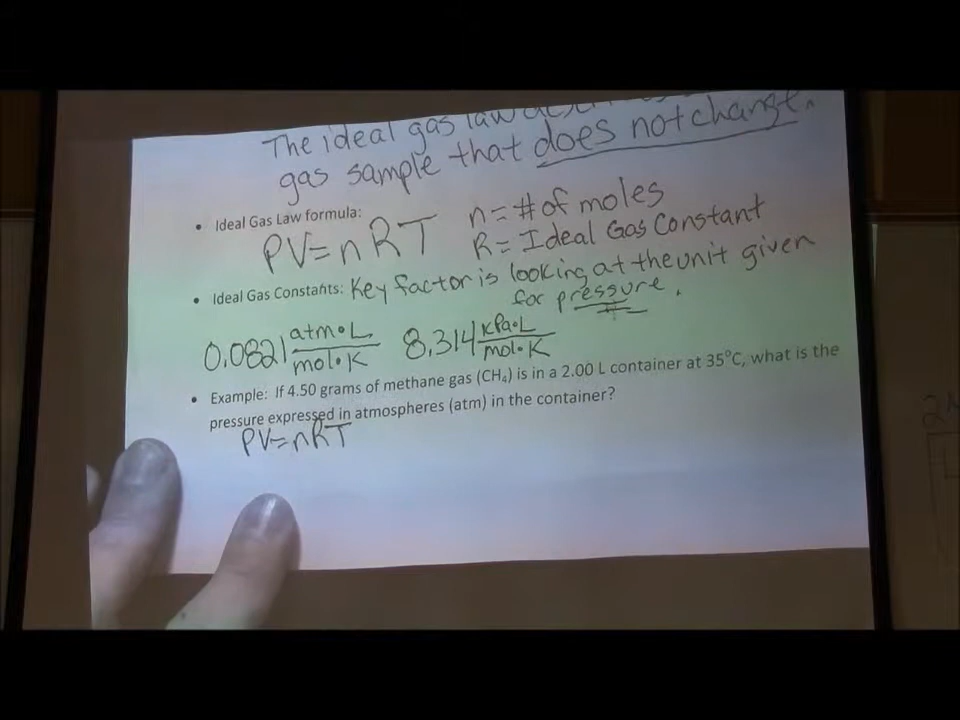 The ideal gas law
gas sample that does not change.
• Ideal Gas Law formula:
PV=nRT
n=# of moles
R= Ideal Gas Constant
• Ideal Gas Constants: Key factor is looking at the unit given
for pressure.
0.0821 atm•L/mol•K 8.314 kPa•L/mol•K
• Example: If 4.50 grams of methane gas (CH₄) is in a 2.00 L container at 35°C, what is the
pressure expressed in atmospheres (atm) in the container?
PV=nRT